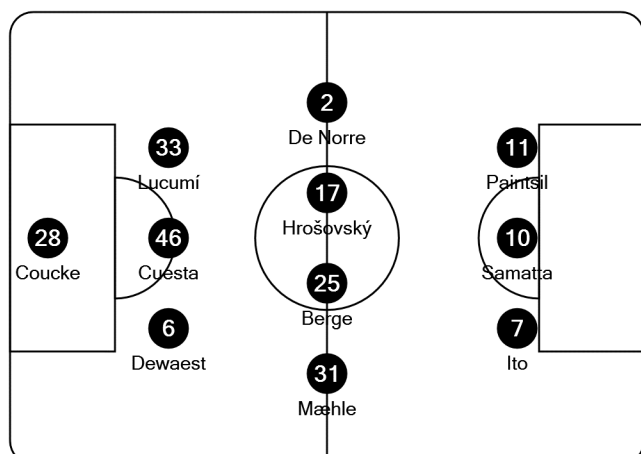 2
De Norre
33
Lucumí
11
Paintsil
17
Hrošovský
28
Coucke
46
Cuesta
10
Samatta
25
Berge
6
Dewaest
7
Ito
31
Mæhle